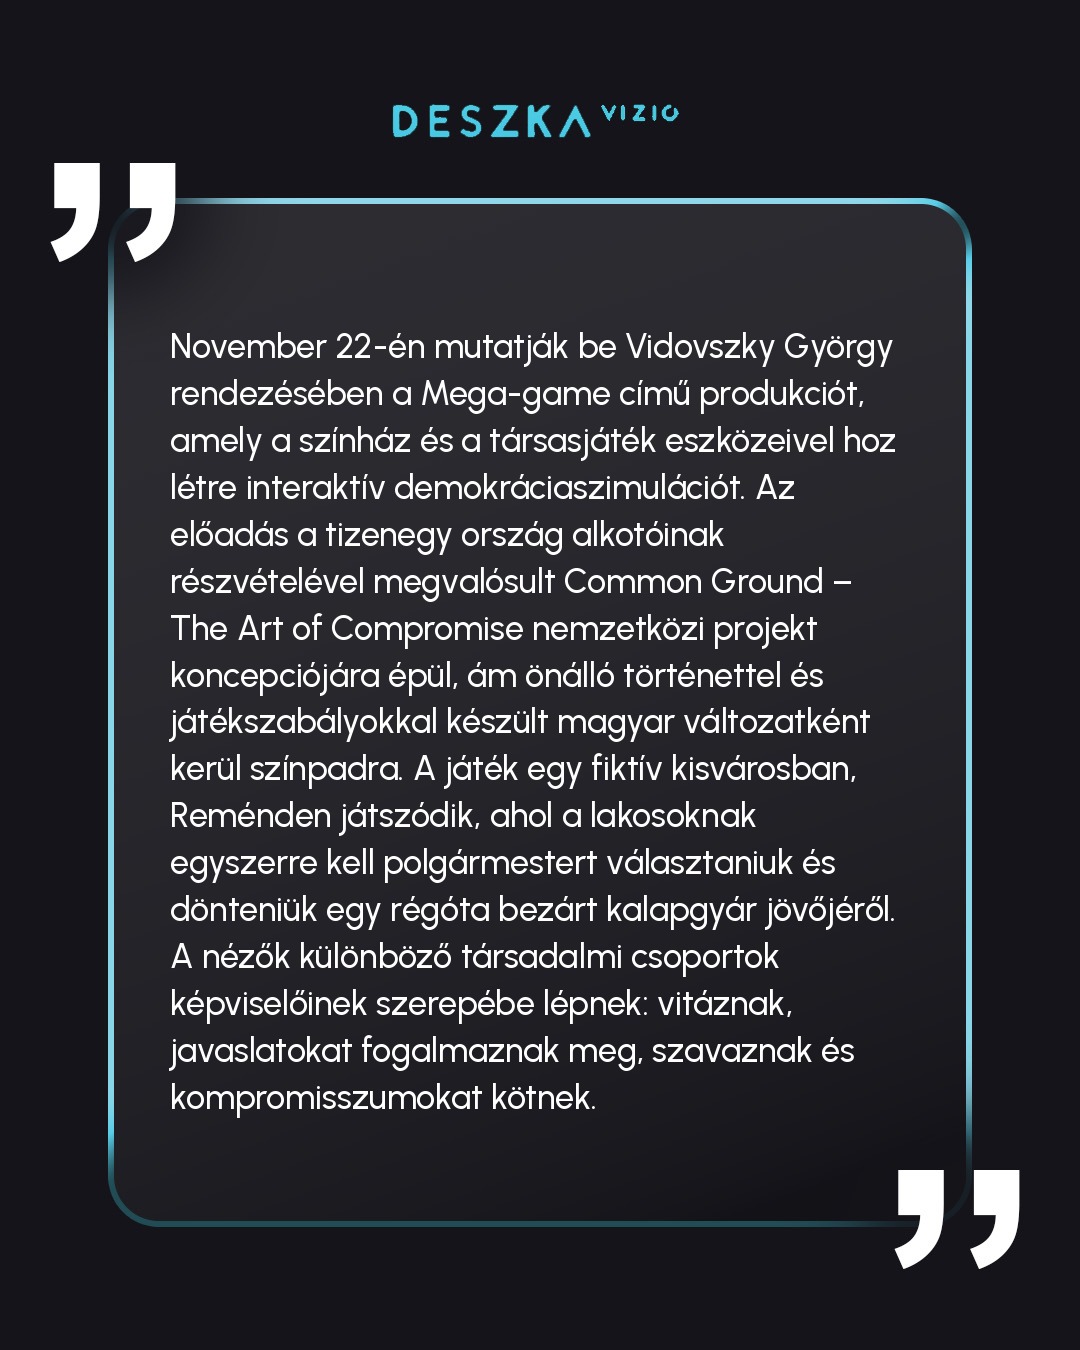 DESZKA VIZIO
”
November 22-én mutatják be Vidovszky György
rendezésében a Mega-game című produkciót,
amely a színház és a társasjáték eszközeivel hoz
létre interaktív demokráciaszimulációt. Az
előadás a tizenegy ország alkotóinak
részvételével megvalósult Common Ground –
The Art of Compromise nemzetközi projekt
koncepciójára épül, ám önálló történettel és
játékszabályokkal készült magyar változatként
kerül színpadra. A játék egy fiktív kisvárosban,
Reménden játszódik, ahol a lakosoknak
egyszerre kell polgármestert választaniuk és
dönteniük egy régóta bezárt kalapgyár jövőjéről.
A nézők különböző társadalmi csoportok
képviselőinek szerepébe lépnek: vitáznak,
javaslatokat fogalmaznak meg, szavaznak és
kompromisszumokat kötnek.
”